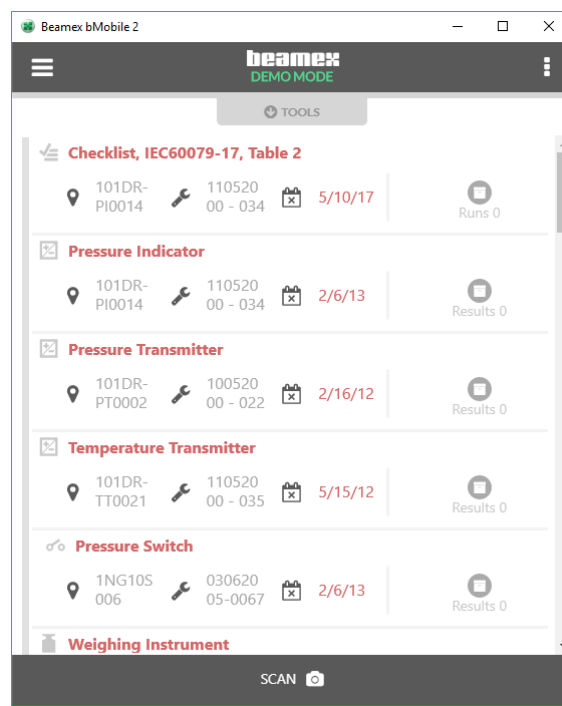 Beamex bMobile 2
beamex
DEMO MODE
TOOLS
Checklist, IEC60079-17, Table 2
101DR-
PI0014
110520
00 - 034
5/10/17
Runs 0
Pressure Indicator
101DR-
PI0014
110520
00 - 034
2/6/13
Results 0
Pressure Transmitter
101DR-
PT0002
100520
00 - 022
2/16/12
Results 0
Temperature Transmitter
101DR-
TT0021
110520
00 - 035
5/15/12
Results 0
Pressure Switch
1NG10S
006
030620
05-0067
2/6/13
Results 0
Weighing Instrument
SCAN